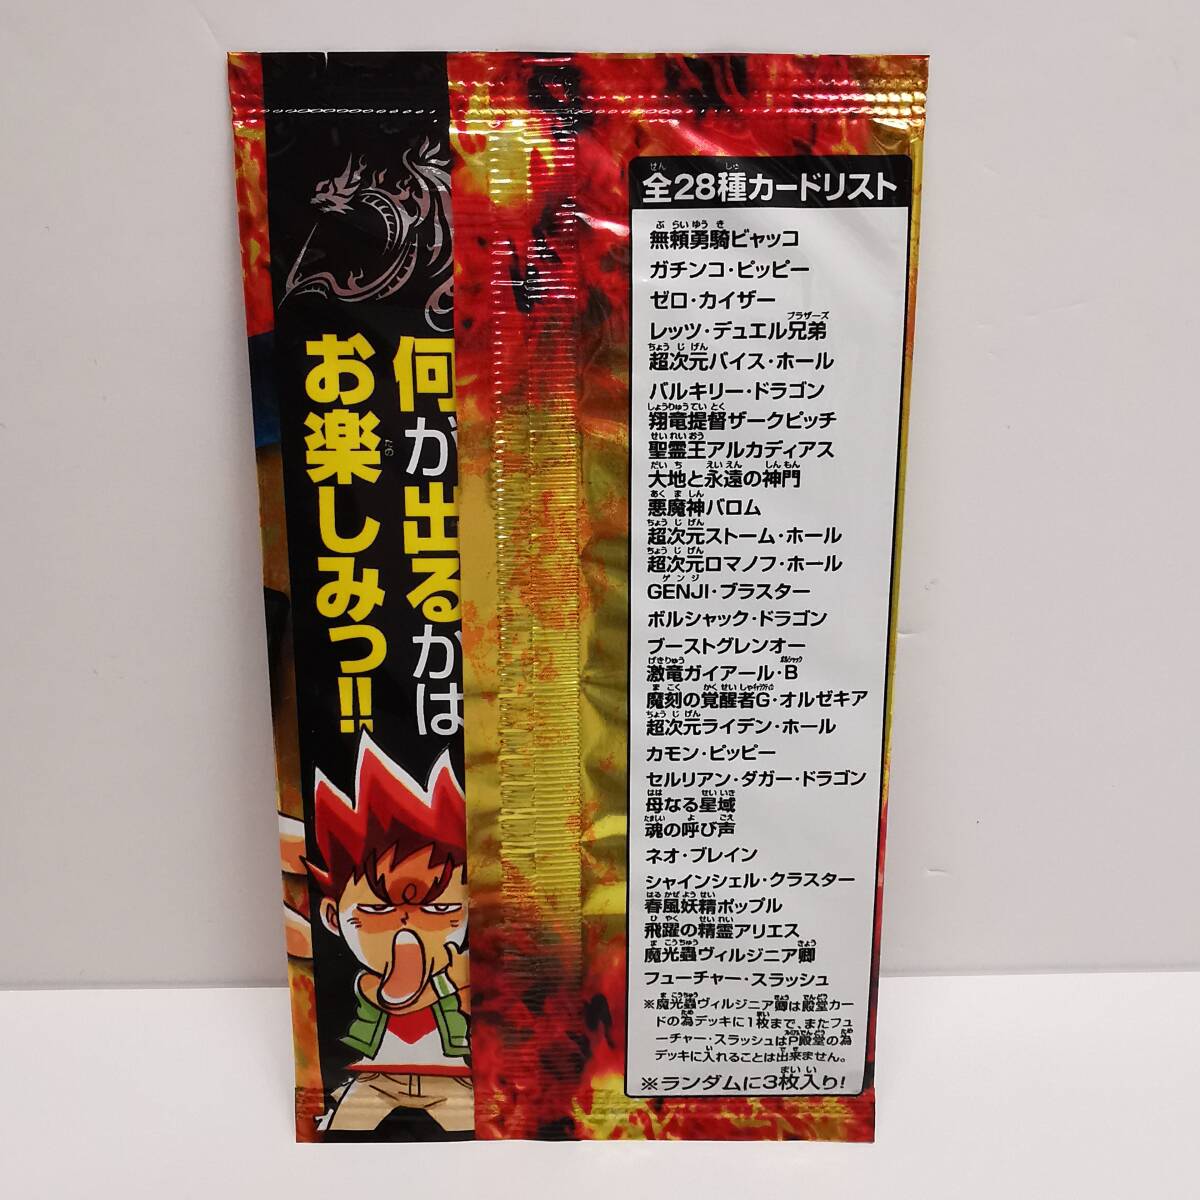 何が出るかは
お楽しみっ!!
全28種カードリスト
無頼勇騎ビャッコ
ガチンコ・ピッピー
ゼロ・カイザー
レッツ・デュエル兄弟
超次元バイス・ホール
バルキリー・ドラゴン
翔竜提督ザークピッチ
聖霊王アルカディアス
大地と永遠の神門
悪魔神バロム
超次元ストーム・ホール
超次元ロマノフ・ホール
GENJI・ブラスター
ボルシャック・ドラゴン
ブーストグレンオー
激竜ガイアール・B
魔刻の覚醒者G・オルゼキア
超次元ライデン・ホール
カモン・ピッピー
セルリアン・ダガー・ドラゴン
母なる星域
魂の呼び声
ネオ・ブレイン
シャインシェル・クラスター
春風妖精ポップル
飛躍の精霊アリエス
魔光蟲ヴィルジニア卿
フューチャー・スラッシュ
※魔光蟲ヴィルジニア卿は殿堂カー
ドの為デッキに1枚まで、またフュ
ーチャー・スラッシュはP殿堂の為
デッキに入れることは出来ません。
※ランダムに3枚入り!